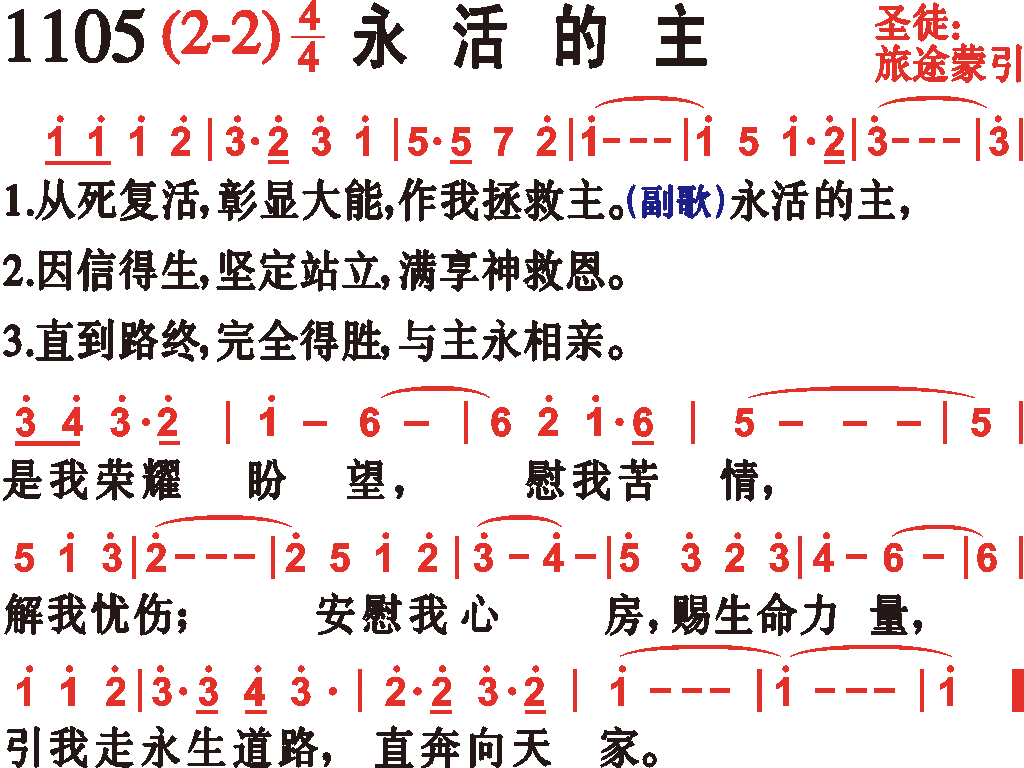 1105 (2-2) 4/4 永活的主 圣徒:
旅途蒙引
1̲̇ 1̲̇ 1̇ 2̇ | 3̇· 2̲̇ 3̇ 1̇ | 5· 5̲ 7 2̇ | 1̇ - - - | 1̇ 5 1̇· 2̲̇ | 3̇ - - - | 3̇ |
1.从死复活,彰显大能,作我拯救主。(副歌)永活的主,
2.因信得生,坚定站立,满享神救恩。
3.直到路终,完全得胜,与主永相亲。
3̲̇ 4̲̇ 3̇· 2̲̇ | 1̇ - 6 - | 6 2̇ 1̇· 6̲ | 5 - - - | 5 |
是我荣耀 盼 望, 慰我苦 情,
5 1̇ 3̇ | 2̇ - - - | 2̇ 5 1̇ 2̇ | 3̇ - 4̇ - | 5̇ 3̇ 2̇ 3̇ | 4̇ - 6̇ - | 6̇ |
解我忧伤; 安慰我心 房,赐生命力 量,
1̇ 1̇ 2̇ | 3̇· 3̲̇ 4̲̇ 3̇· | 2̇· 2̲̇ 3̇· 2̲̇ | 1̇ - - - | 1̇ - - - | 1̇
引我走永生道路, 直奔向天 家。